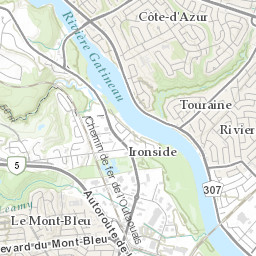 Côte-d'Azur
Rivière Gatineau
Touraine
Rivier
Chemin de fer de l'Outaouais
Ironside
5
307
Le Mont-Bleu
Autoroute de
evard du Mont-Bleu